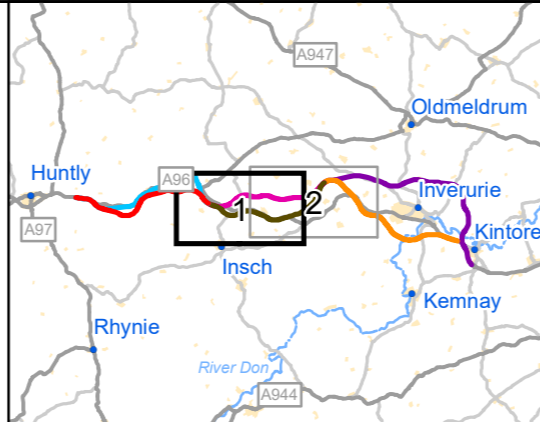 A947
Oldmeldrum
Huntly
A96
1
2
Inverurie
A97
Kintore
Insch
Kemnay
Rhynie
River Don
A944